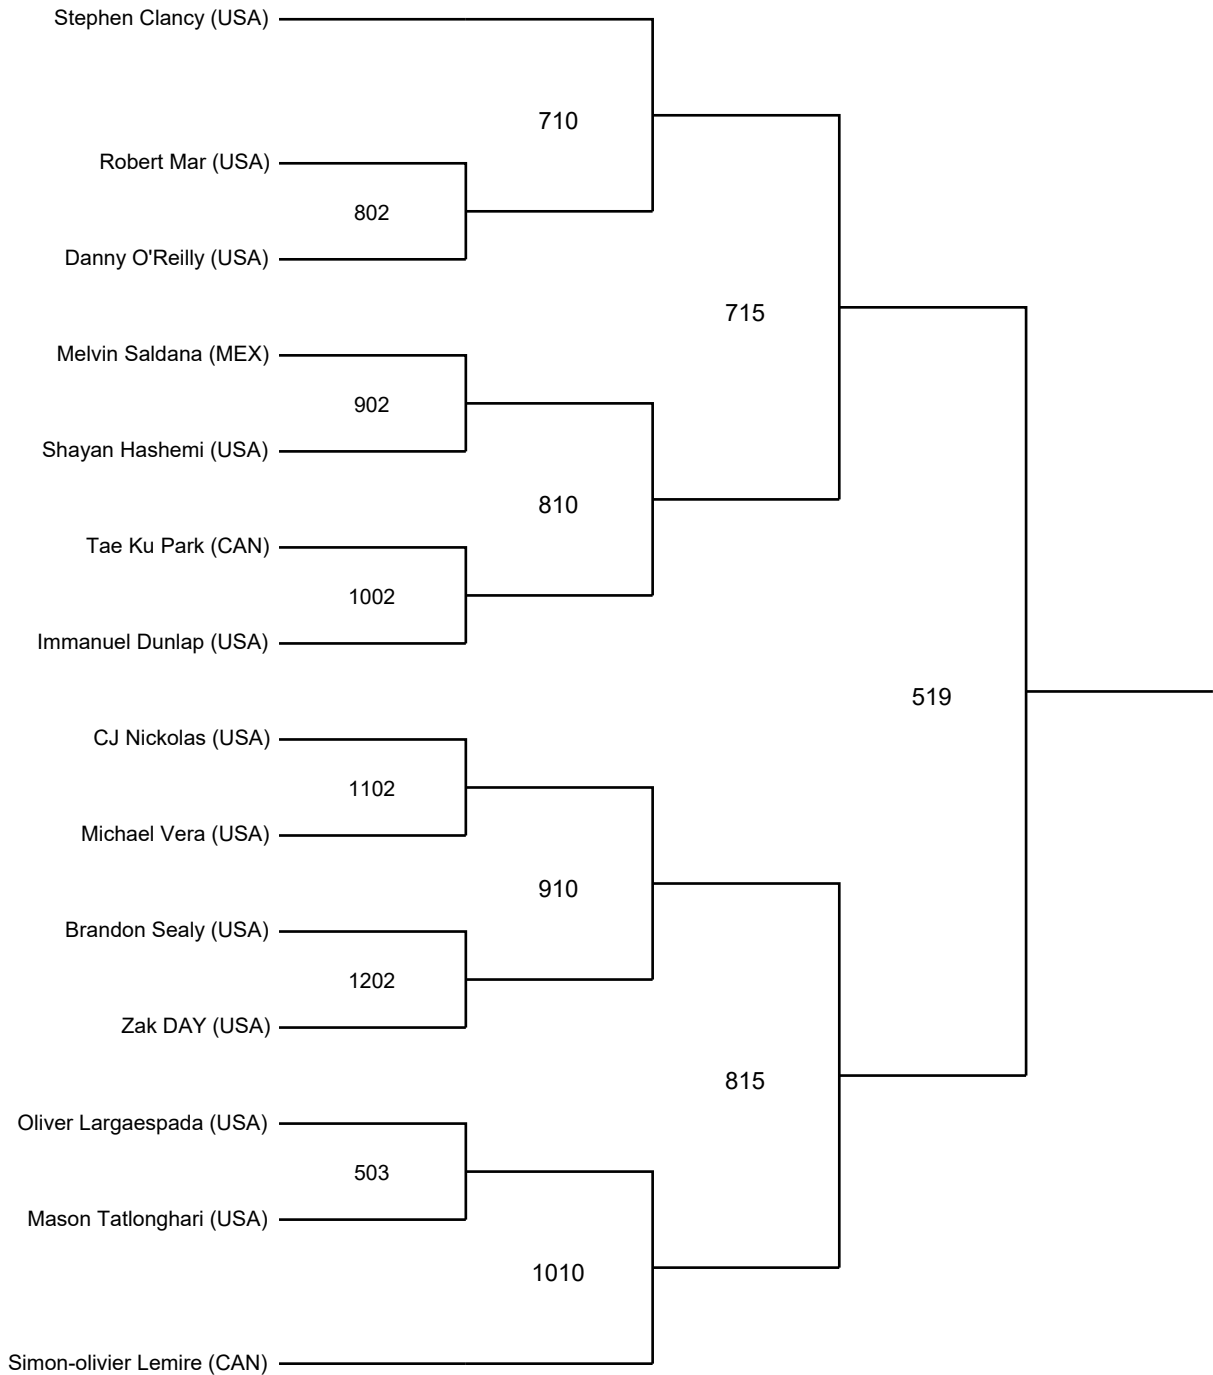 Stephen Clancy (USA)
710
Robert Mar (USA)
802
Danny O'Reilly (USA)
715
Melvin Saldana (MEX)
902
Shayan Hashemi (USA)
810
Tae Ku Park (CAN)
1002
Immanuel Dunlap (USA)
519
CJ Nickolas (USA)
1102
Michael Vera (USA)
910
Brandon Sealy (USA)
1202
Zak DAY (USA)
815
Oliver Largaespada (USA)
503
Mason Tatlonghari (USA)
1010
Simon-olivier Lemire (CAN)